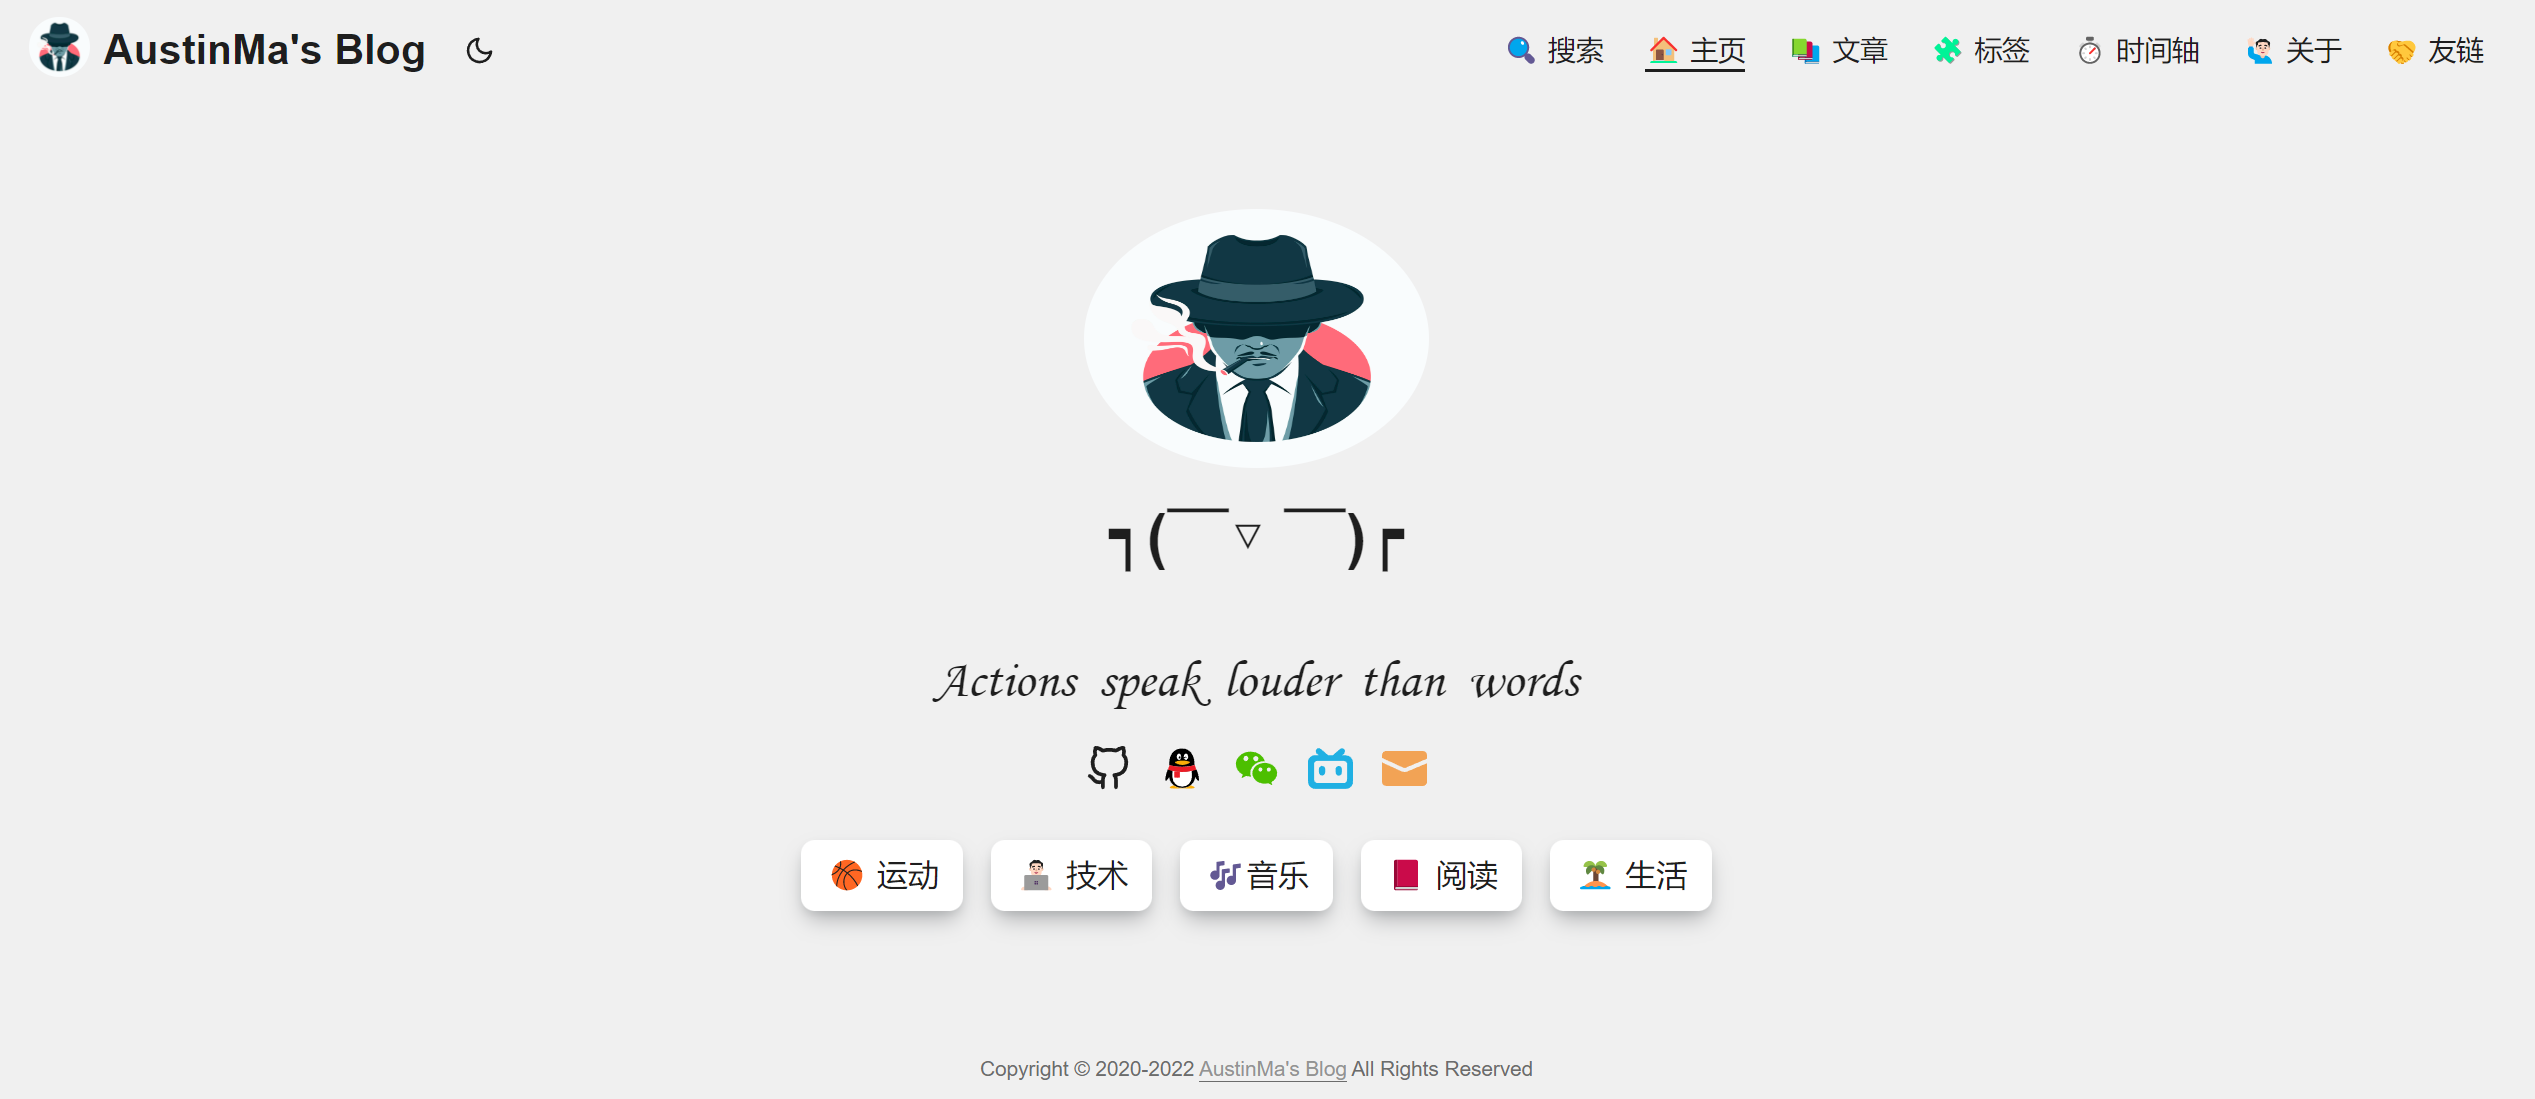 AustinMa's Blog
🔍 搜索 🏠 主页 📚 文章 🧩 标签 ⏱ 时间轴 🙋🏻‍♂️ 关于 🤝 友链
┑(￣▽ ￣)┍
Actions speak louder than words
🏀 运动 👨🏻‍💻 技术 🎶音乐 📕 阅读 🏝 生活
Copyright © 2020-2022 AustinMa's Blog All Rights Reserved